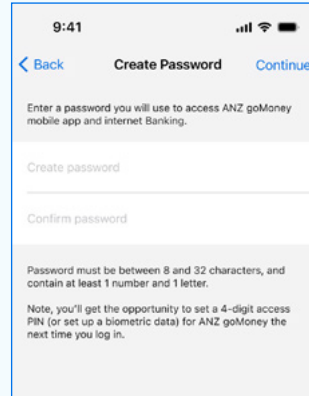 9:41
Back Create Password Continue
Enter a password you will use to access ANZ goMoney
mobile app and internet Banking.
Create password
Confirm password
Password must be between 8 and 32 characters, and
contain at least 1 number and 1 letter.
Note, you'll get the opportunity to set a 4-digit access
PIN (or set up a biometric data) for ANZ goMoney the
next time you log in.